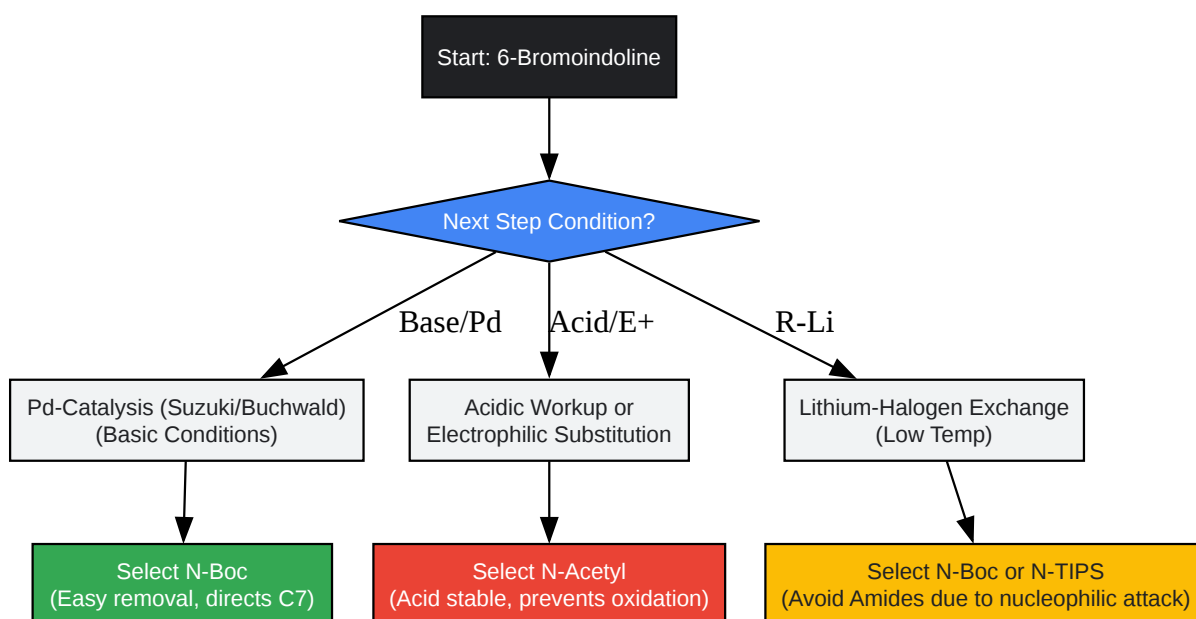 Start: 6-Bromoindoline
Next Step Condition?
Base/Pd
Acid/E+
R-Li
Pd-Catalysis (Suzuki/Buchwald)
(Basic Conditions)
Acidic Workup or
Electrophilic Substitution
Lithium-Halogen Exchange
(Low Temp)
Select N-Boc
(Easy removal, directs C7)
Select N-Acetyl
(Acid stable, prevents oxidation)
Select N-Boc or N-TIPS
(Avoid Amides due to nucleophilic attack)